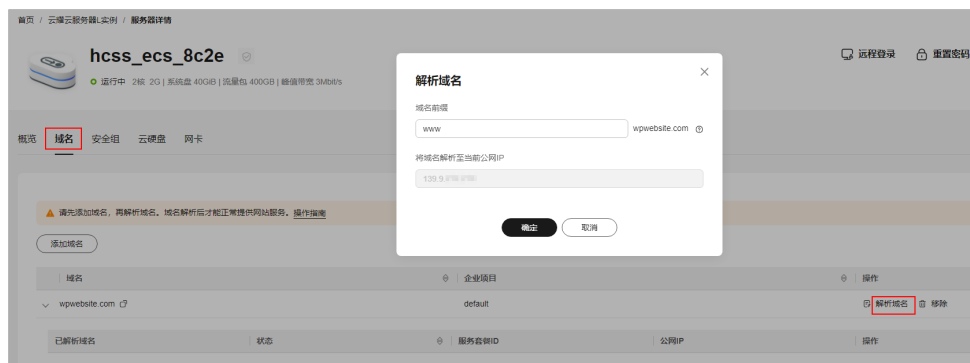 首页 / 云耀云服务器L实例 / 服务器详情
hcss_ecs_8c2e
远程登录 重置密码
运行中 2核 2G | 系统盘 40GiB | 流量包 400GB | 峰值带宽 3Mbit/s
概览 域名 安全组 云硬盘 网卡
解析域名
域名前缀
www wpwebsite.com
将域名解析至当前公网IP
139.9.
确定 取消
请先添加域名，再解析域名。域名解析后才能正常提供网站服务。操作指南
添加域名
域名 企业项目 操作
wpwebsite.com default 解析域名 移除
已解析域名 状态 服务套餐ID 公网IP 操作